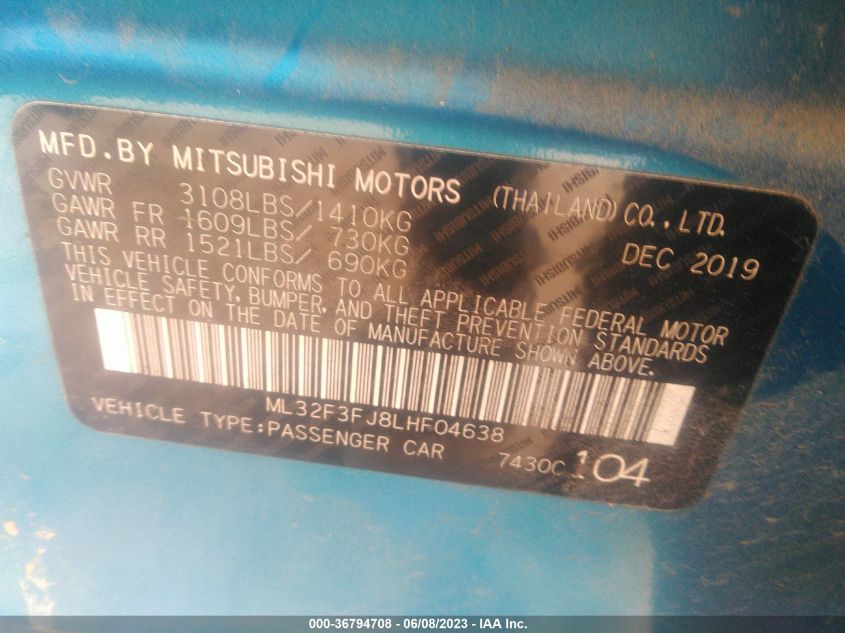 MFD. BY MITSUBISHI MOTORS (THAILAND) CO., LTD.
GVWR 3108LBS/1410KG
GAWR FR 1609LBS/ 730KG DEC 2019
GAWR RR 1521LBS/ 690KG
THIS VEHICLE CONFORMS TO ALL APPLICABLE FEDERAL MOTOR
VEHICLE SAFETY, BUMPER, AND THEFT PREVENTION STANDARDS
IN EFFECT ON THE DATE OF MANUFACTURE SHOWN ABOVE.
ML32F3FJ8LHF04638
VEHICLE TYPE:PASSENGER CAR 7430C 104
000-36794708 - 06/08/2023 - IAA Inc.